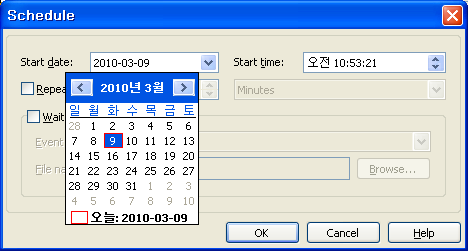 Schedule
Start date: 2010-03-09 Start time: 오전 10:53:21
Repea Minutes
2010년 3월
일 월 화 수 목 금 토
28 1 2 3 4 5 6
7 8 9 10 11 12 13
14 15 16 17 18 19 20
21 22 23 24 25 26 27
28 29 30 31 1 2 3
4 5 6 7 8 9 10
오늘: 2010-03-09
Wait
Event
File na Browse...
OK Cancel Help